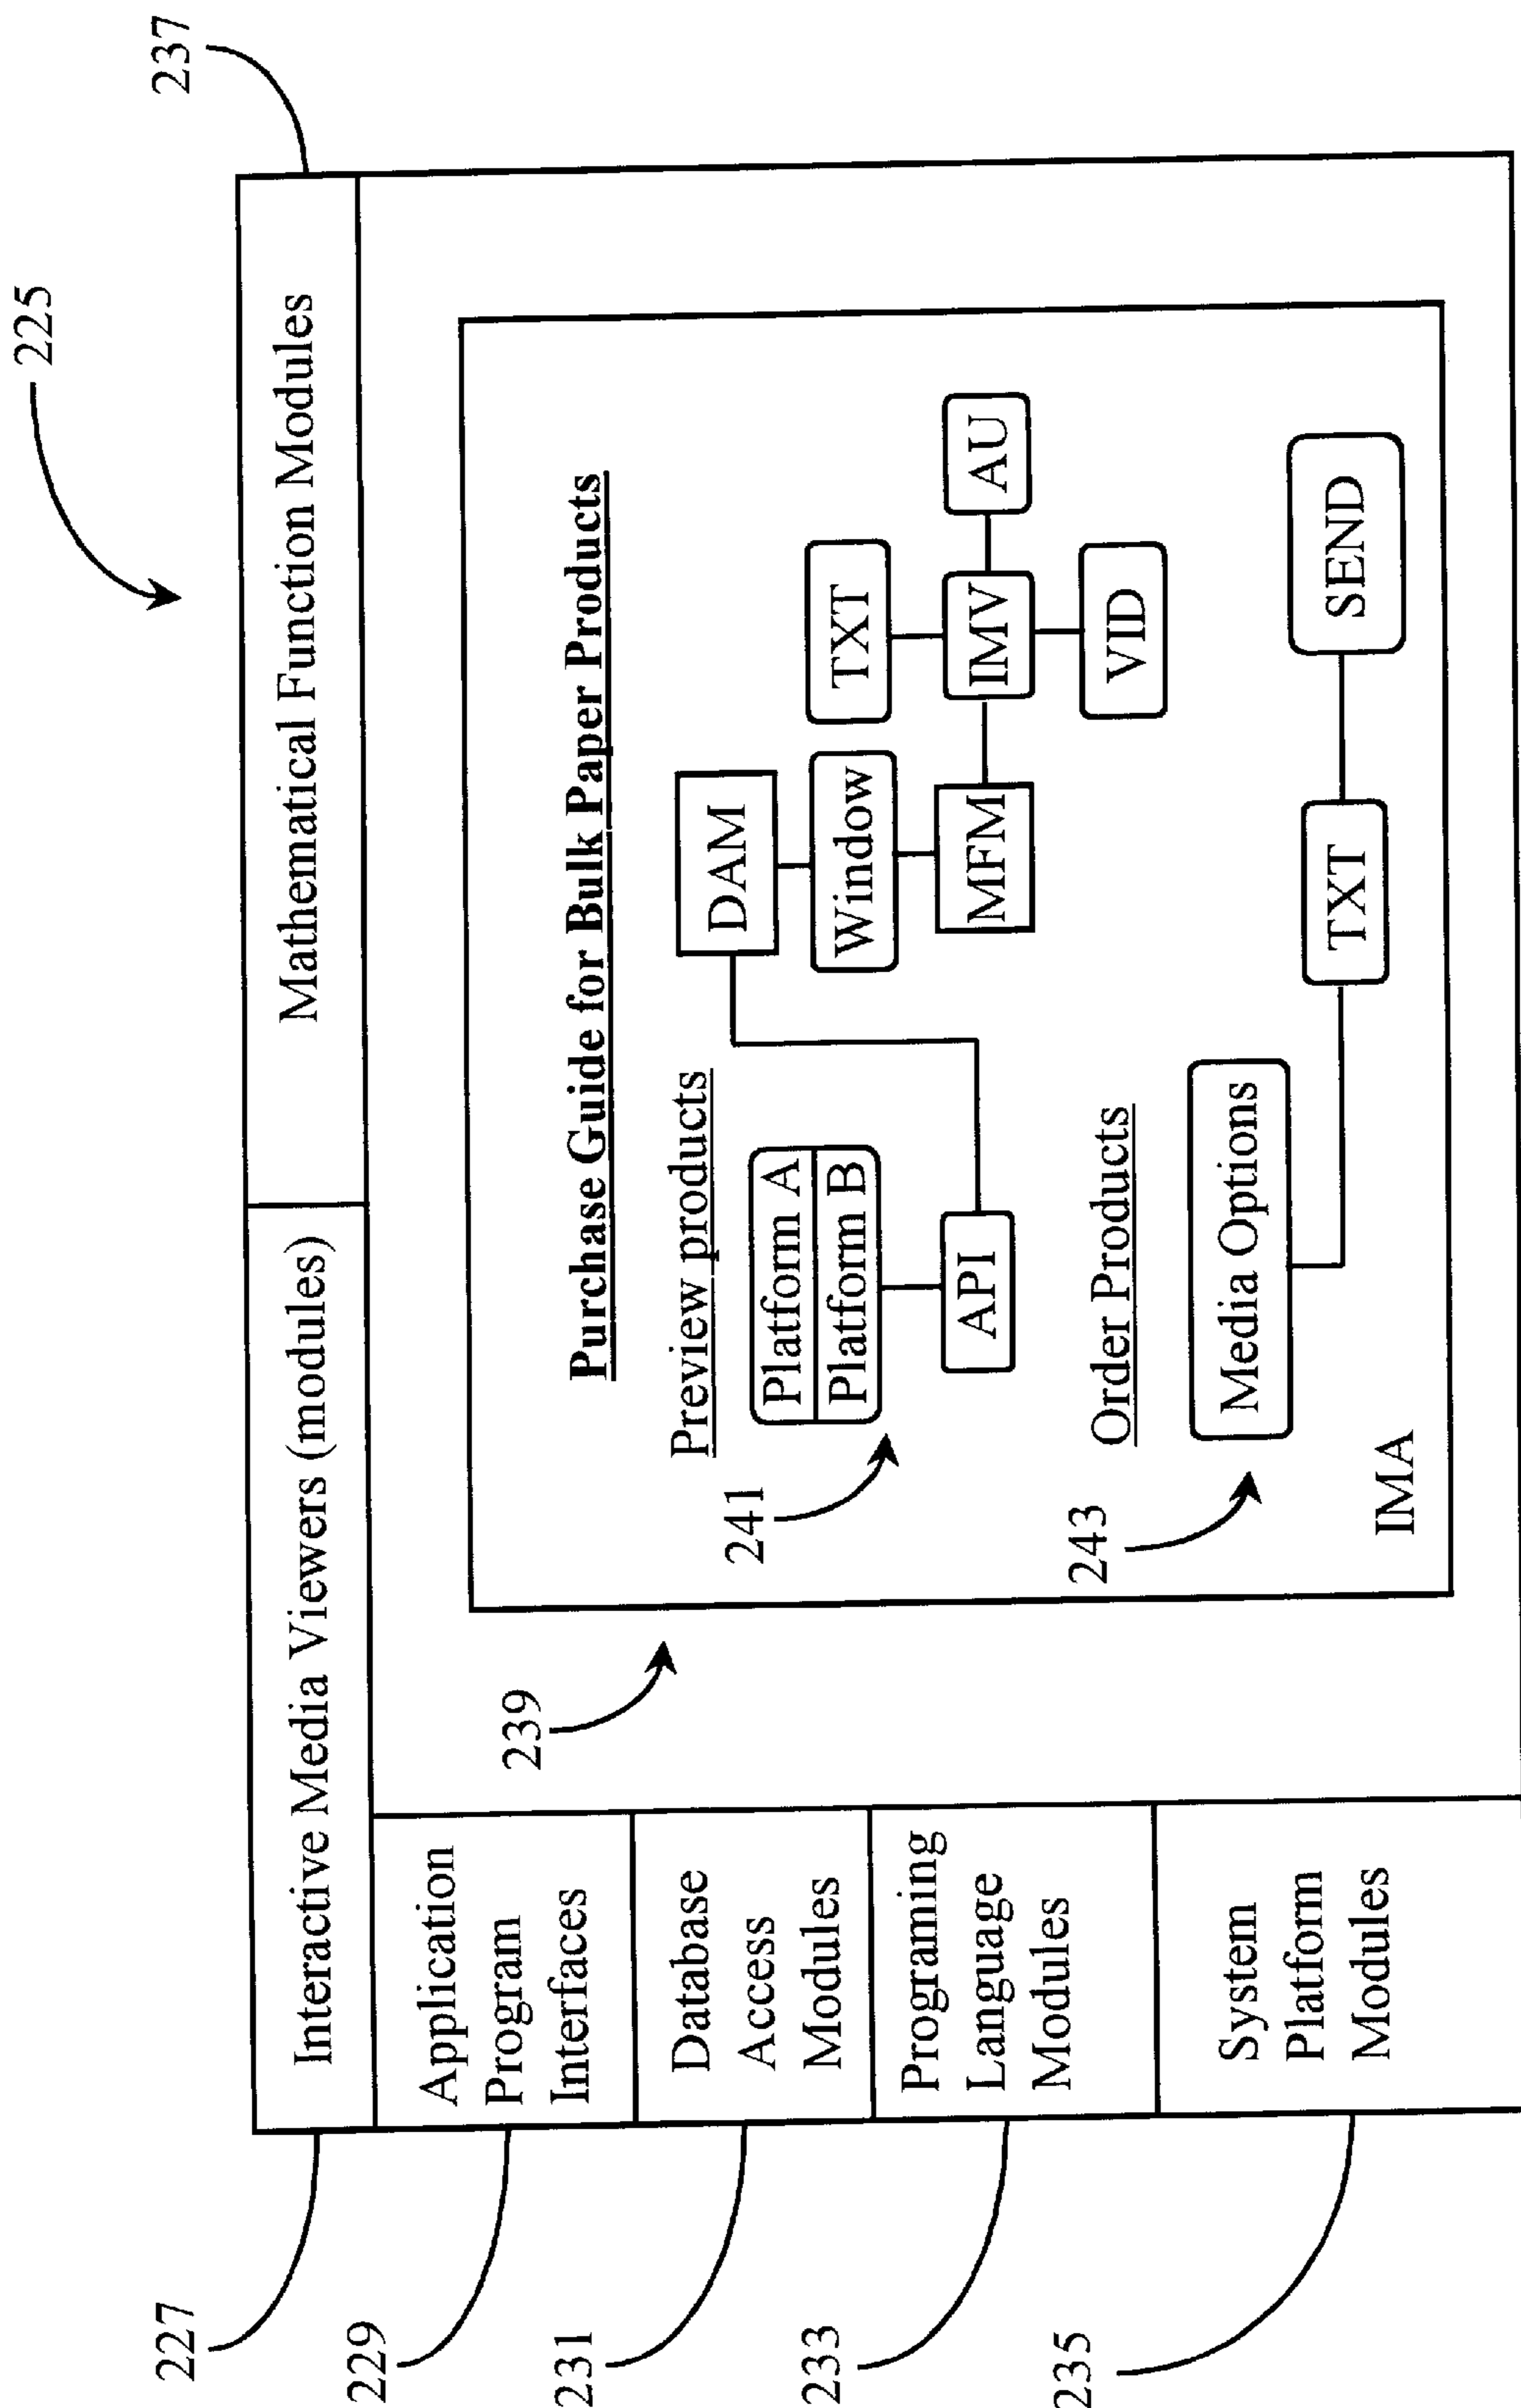 225
237
Interactive Media Viewers (modules)
Mathematical Function Modules
227
Application
Program
Interfaces
229
Database
Access
Modules
231
Programing
Language
Modules
233
System
Platform
Modules
235
239
Purchase Guide for Bulk Paper Products
Preview products
241
Platform A
Platform B
API
DAM
Window
MFM
TXT
IMV
AU
VID
Order Products
243
Media Options
TXT
SEND
IMA